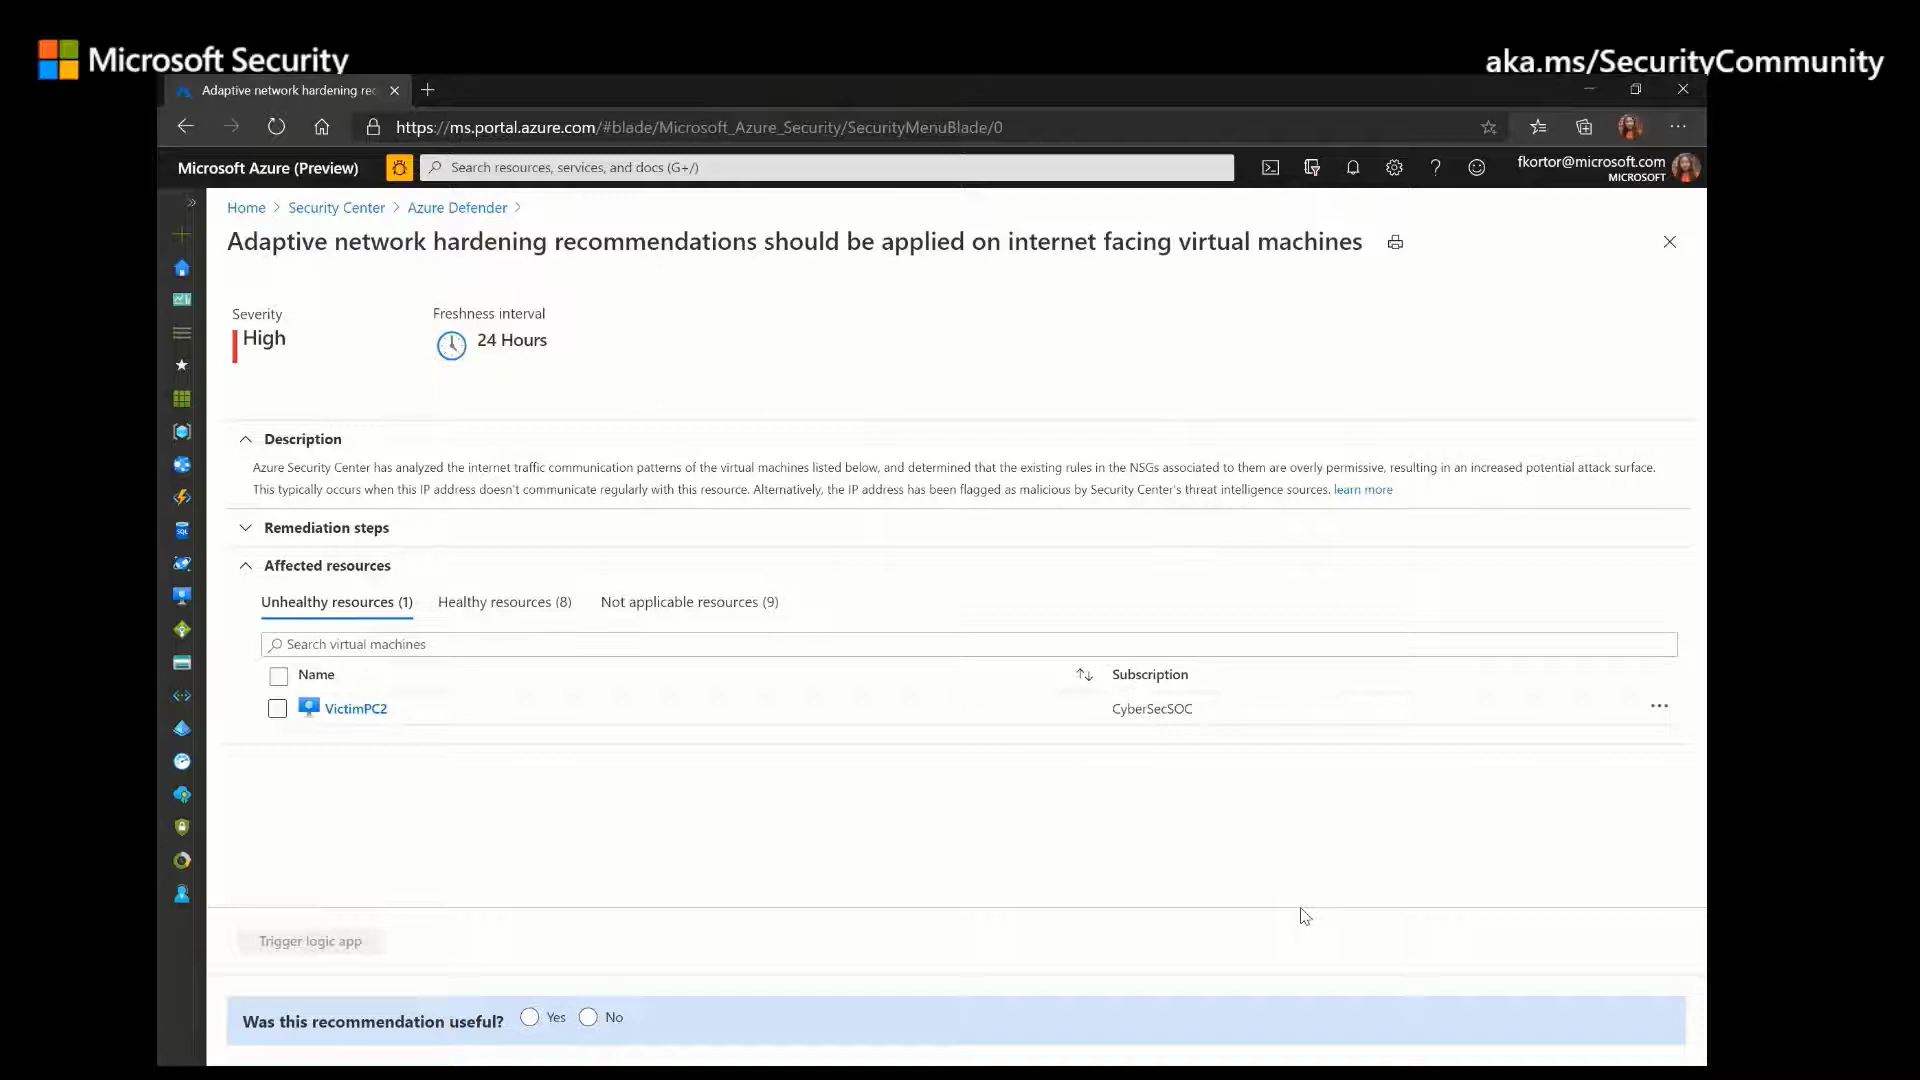 Microsoft Security
aka.ms/SecurityCommunity
Adaptive network hardening rec
https://ms.portal.azure.com/#blade/Microsoft_Azure_Security/SecurityMenuBlade/0
Microsoft Azure (Preview)
Search resources, services, and docs (G+/)
fkortor@microsoft.com
MICROSOFT
Home > Security Center > Azure Defender >
Adaptive network hardening recommendations should be applied on internet facing virtual machines
Severity
High
Freshness interval
24 Hours
Description
Azure Security Center has analyzed the internet traffic communication patterns of the virtual machines listed below, and determined that the existing rules in the NSGs associated to them are overly permissive, resulting in an increased potential attack surface.
This typically occurs when this IP address doesn't communicate regularly with this resource. Alternatively, the IP address has been flagged as malicious by Security Center's threat intelligence sources. learn more
Remediation steps
Affected resources
Unhealthy resources (1) Healthy resources (8) Not applicable resources (9)
Search virtual machines
Name Subscription
VictimPC2 CyberSecSOC
Trigger logic app
Was this recommendation useful? Yes No